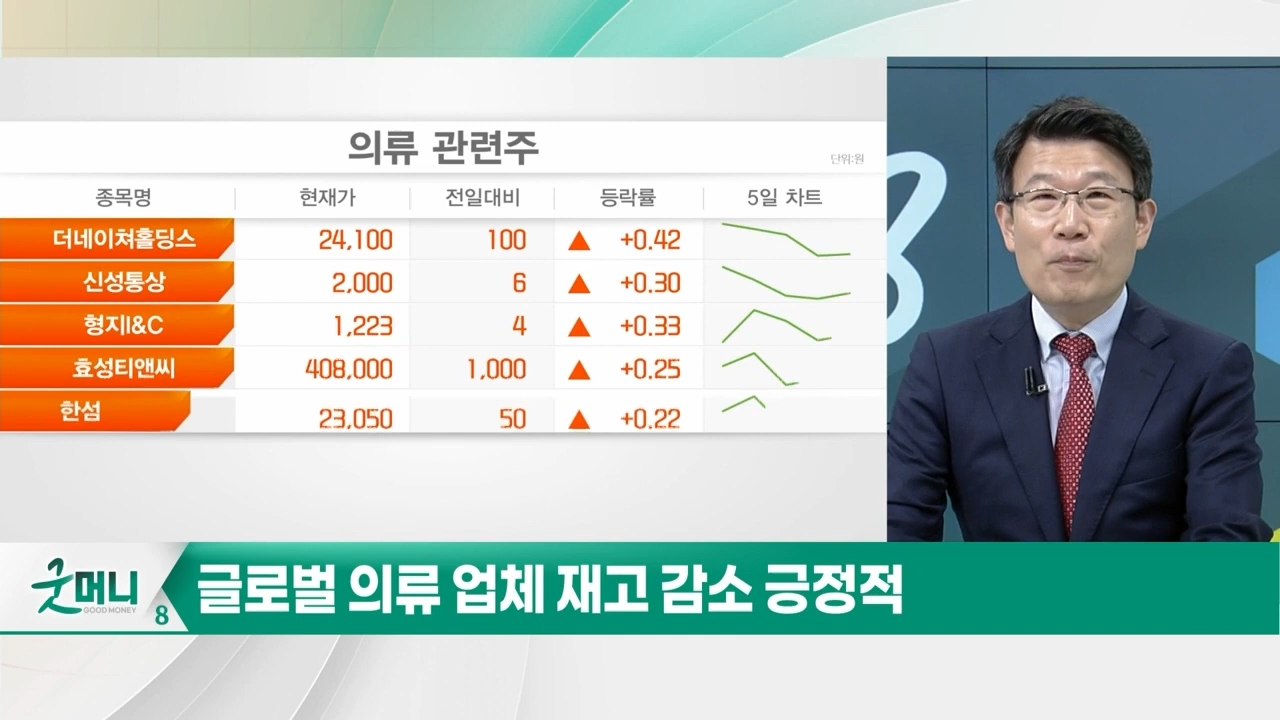 의류 관련주
단위:원
종목명 현재가 전일대비 등락률 5일 차트
더네이쳐홀딩스 24,100 100 ▲ +0.42
신성통상 2,000 6 ▲ +0.30
형지I&C 1,223 4 ▲ +0.33
효성티앤씨 408,000 1,000 ▲ +0.25
한섬 23,050 50 ▲ +0.22
굿머니
GOOD MONEY
8
글로벌 의류 업체 재고 감소 긍정적